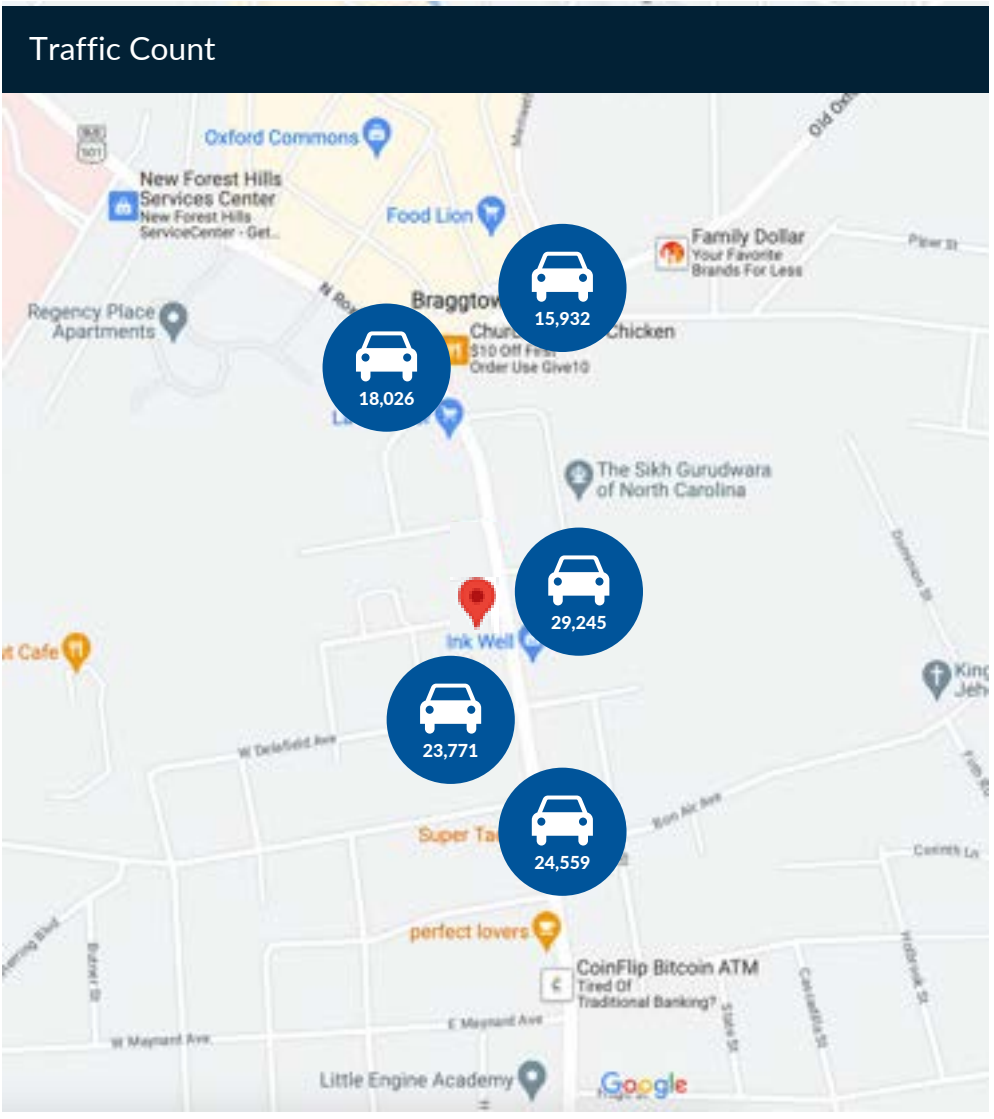 Traffic Count
Oxford Commons
Old
New Forest Hills
Services Center
New Forest Hills
ServiceCenter - Get...
Food Lion
Family Dollar
Your Favorite
Brands For Less
Regency Place
Apartments
N
15,932
Chicken
$10 Off First
Order Use Give10
18,026
The Sikh Gurudwara
of North Carolina
29,245
Ink Well
Cafe
23,771
W Delafield Ave
Bon Air Ave
Super
24,559
Corinth Ln
perfect lovers
CoinFlip Bitcoin ATM
Tired Of
Traditional Banking?
E Maynard Ave
W Maynard Ave
Little Engine Academy
Google